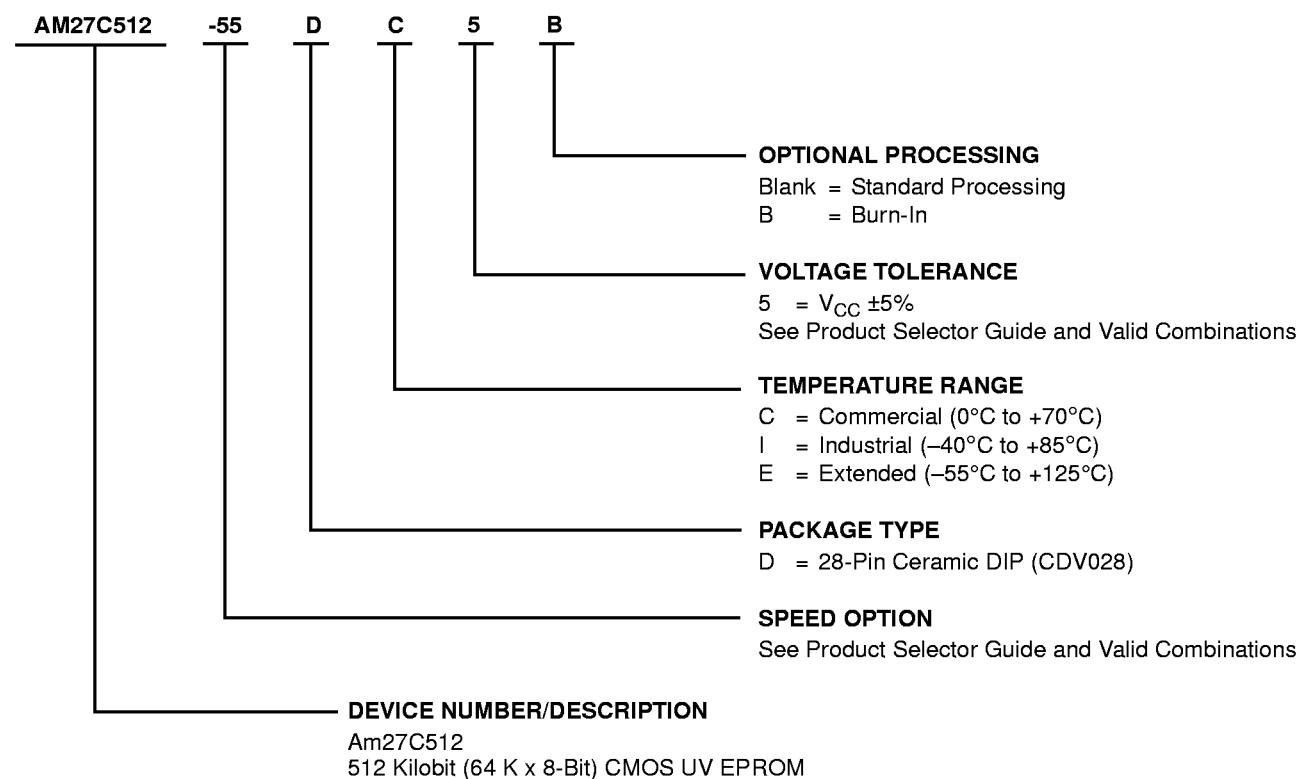 AM27C512 -55 D C 5 B
OPTIONAL PROCESSING
Blank = Standard Processing
B = Burn-In
VOLTAGE TOLERANCE
5 = VCC ±5%
See Product Selector Guide and Valid Combinations
TEMPERATURE RANGE
C = Commercial (0°C to +70°C)
I = Industrial (–40°C to +85°C)
E = Extended (–55°C to +125°C)
PACKAGE TYPE
D = 28-Pin Ceramic DIP (CDV028)
SPEED OPTION
See Product Selector Guide and Valid Combinations
DEVICE NUMBER/DESCRIPTION
Am27C512
512 Kilobit (64 K x 8-Bit) CMOS UV EPROM